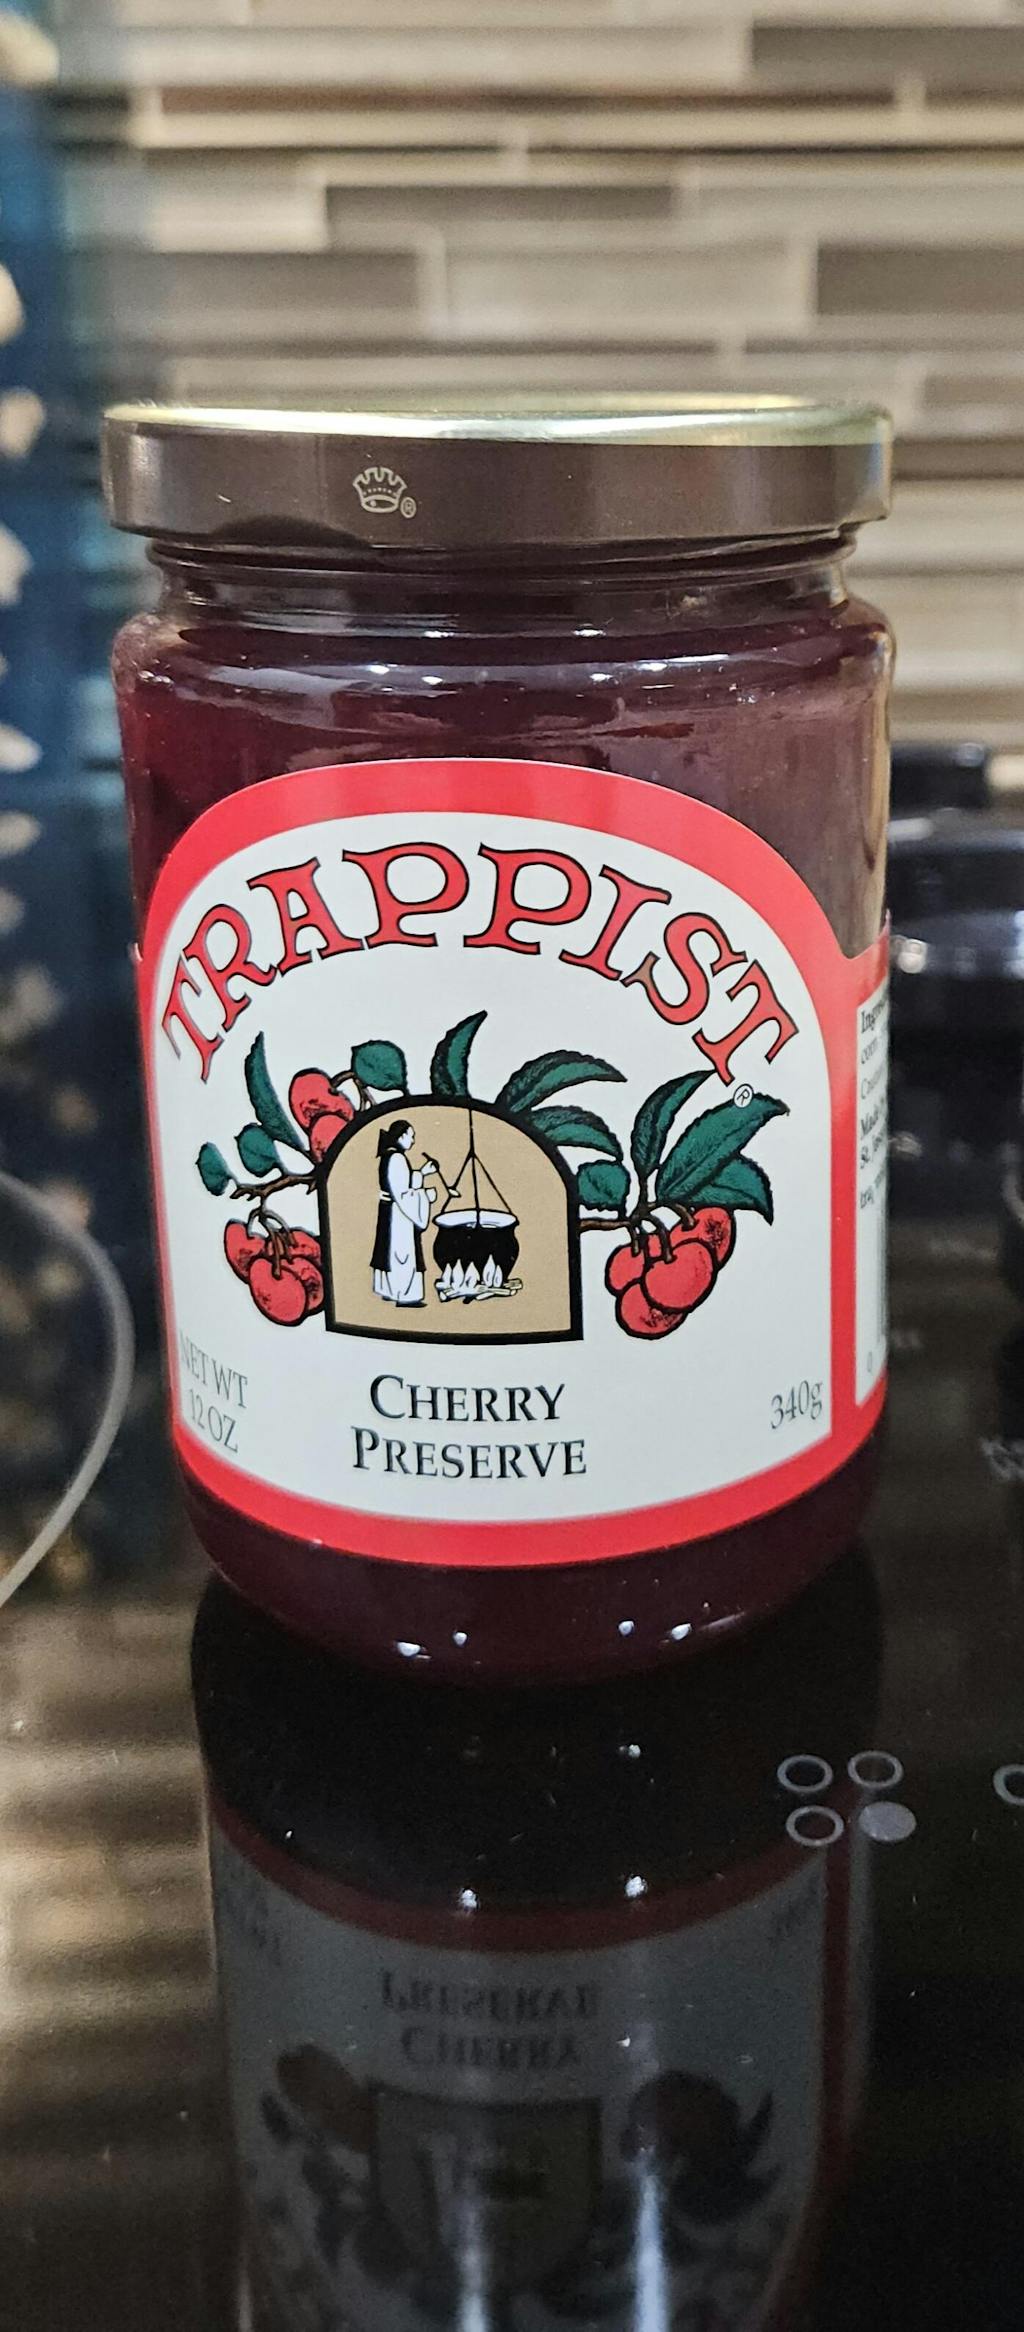 TRAPPIST®
NET WT
12 OZ
CHERRY
PRESERVE
340g